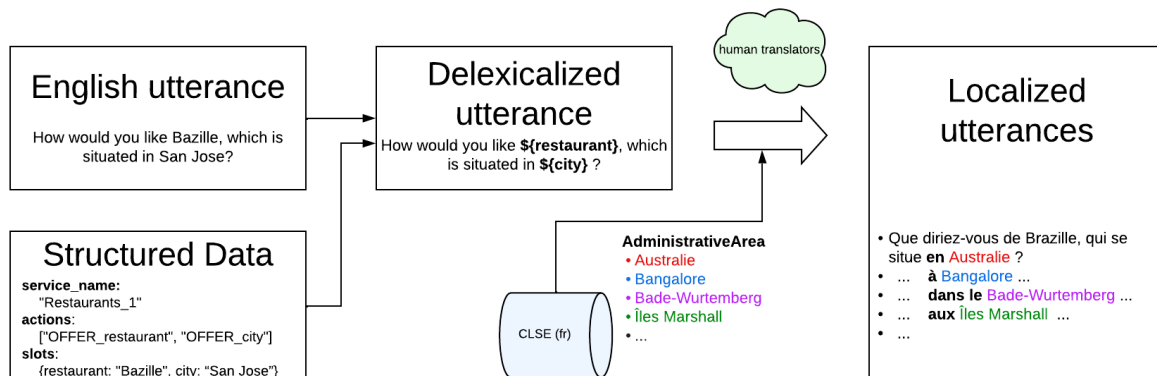 English utterance
How would you like Bazille, which is
situated in San Jose?
Structured Data
service_name:
"Restaurants_1"
actions:
["OFFER_restaurant", "OFFER_city"]
slots:
{restaurant: "Bazille", city: “San Jose”}
Delexicalized
utterance
How would you like ${restaurant}, which
is situated in ${city} ?
human translators
AdministrativeArea
• Australie
• Bangalore
• Bade-Wurtemberg
• Îles Marshall
• ...
CLSE (fr)
Localized
utterances
• Que diriez-vous de Brazille, qui se
situe en Australie ?
• ... à Bangalore ...
• ... dans le Bade-Wurtemberg ...
• ... aux Îles Marshall ...
• ...